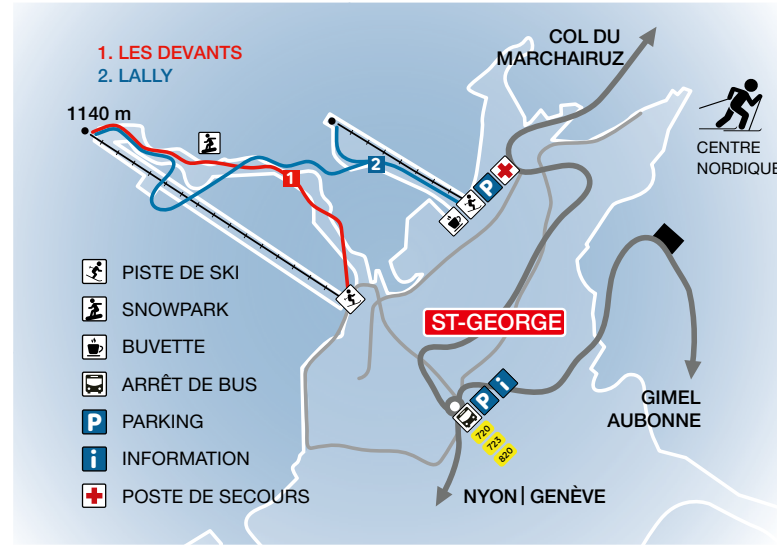 1. LES DEVANTS
2. LALLY
COL DU
MARCHAIRUZ
1140 m
CENTRE
NORDIQUE
2
P
1
PISTE DE SKI
SNOWPARK
BUVETTE
ARRÊT DE BUS
P PARKING
i INFORMATION
POSTE DE SECOURS
ST-GEORGE
P i
720
723
820
GIMEL
AUBONNE
NYON | GENÈVE